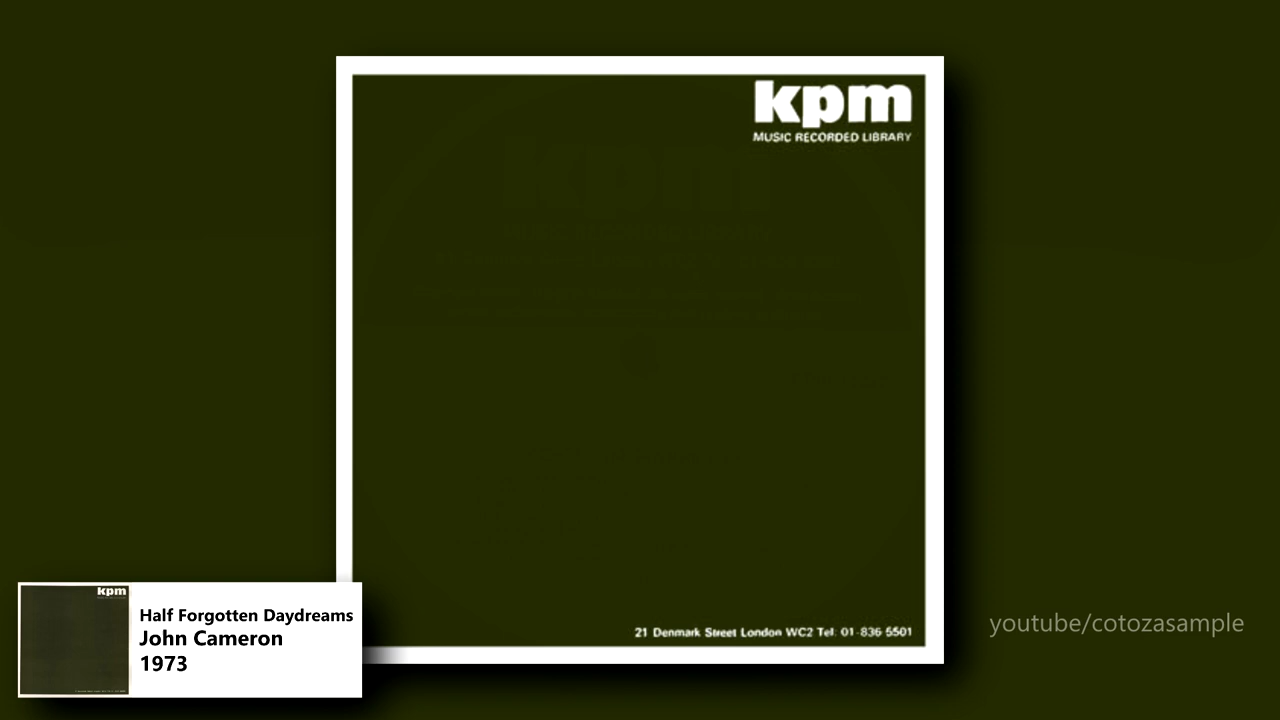 kpm
MUSIC RECORDED LIBRARY
21 Denmark Street London WC2 Tel: 01-836 5501
kpm
Half Forgotten Daydreams
John Cameron
1973
youtube/cotozasample